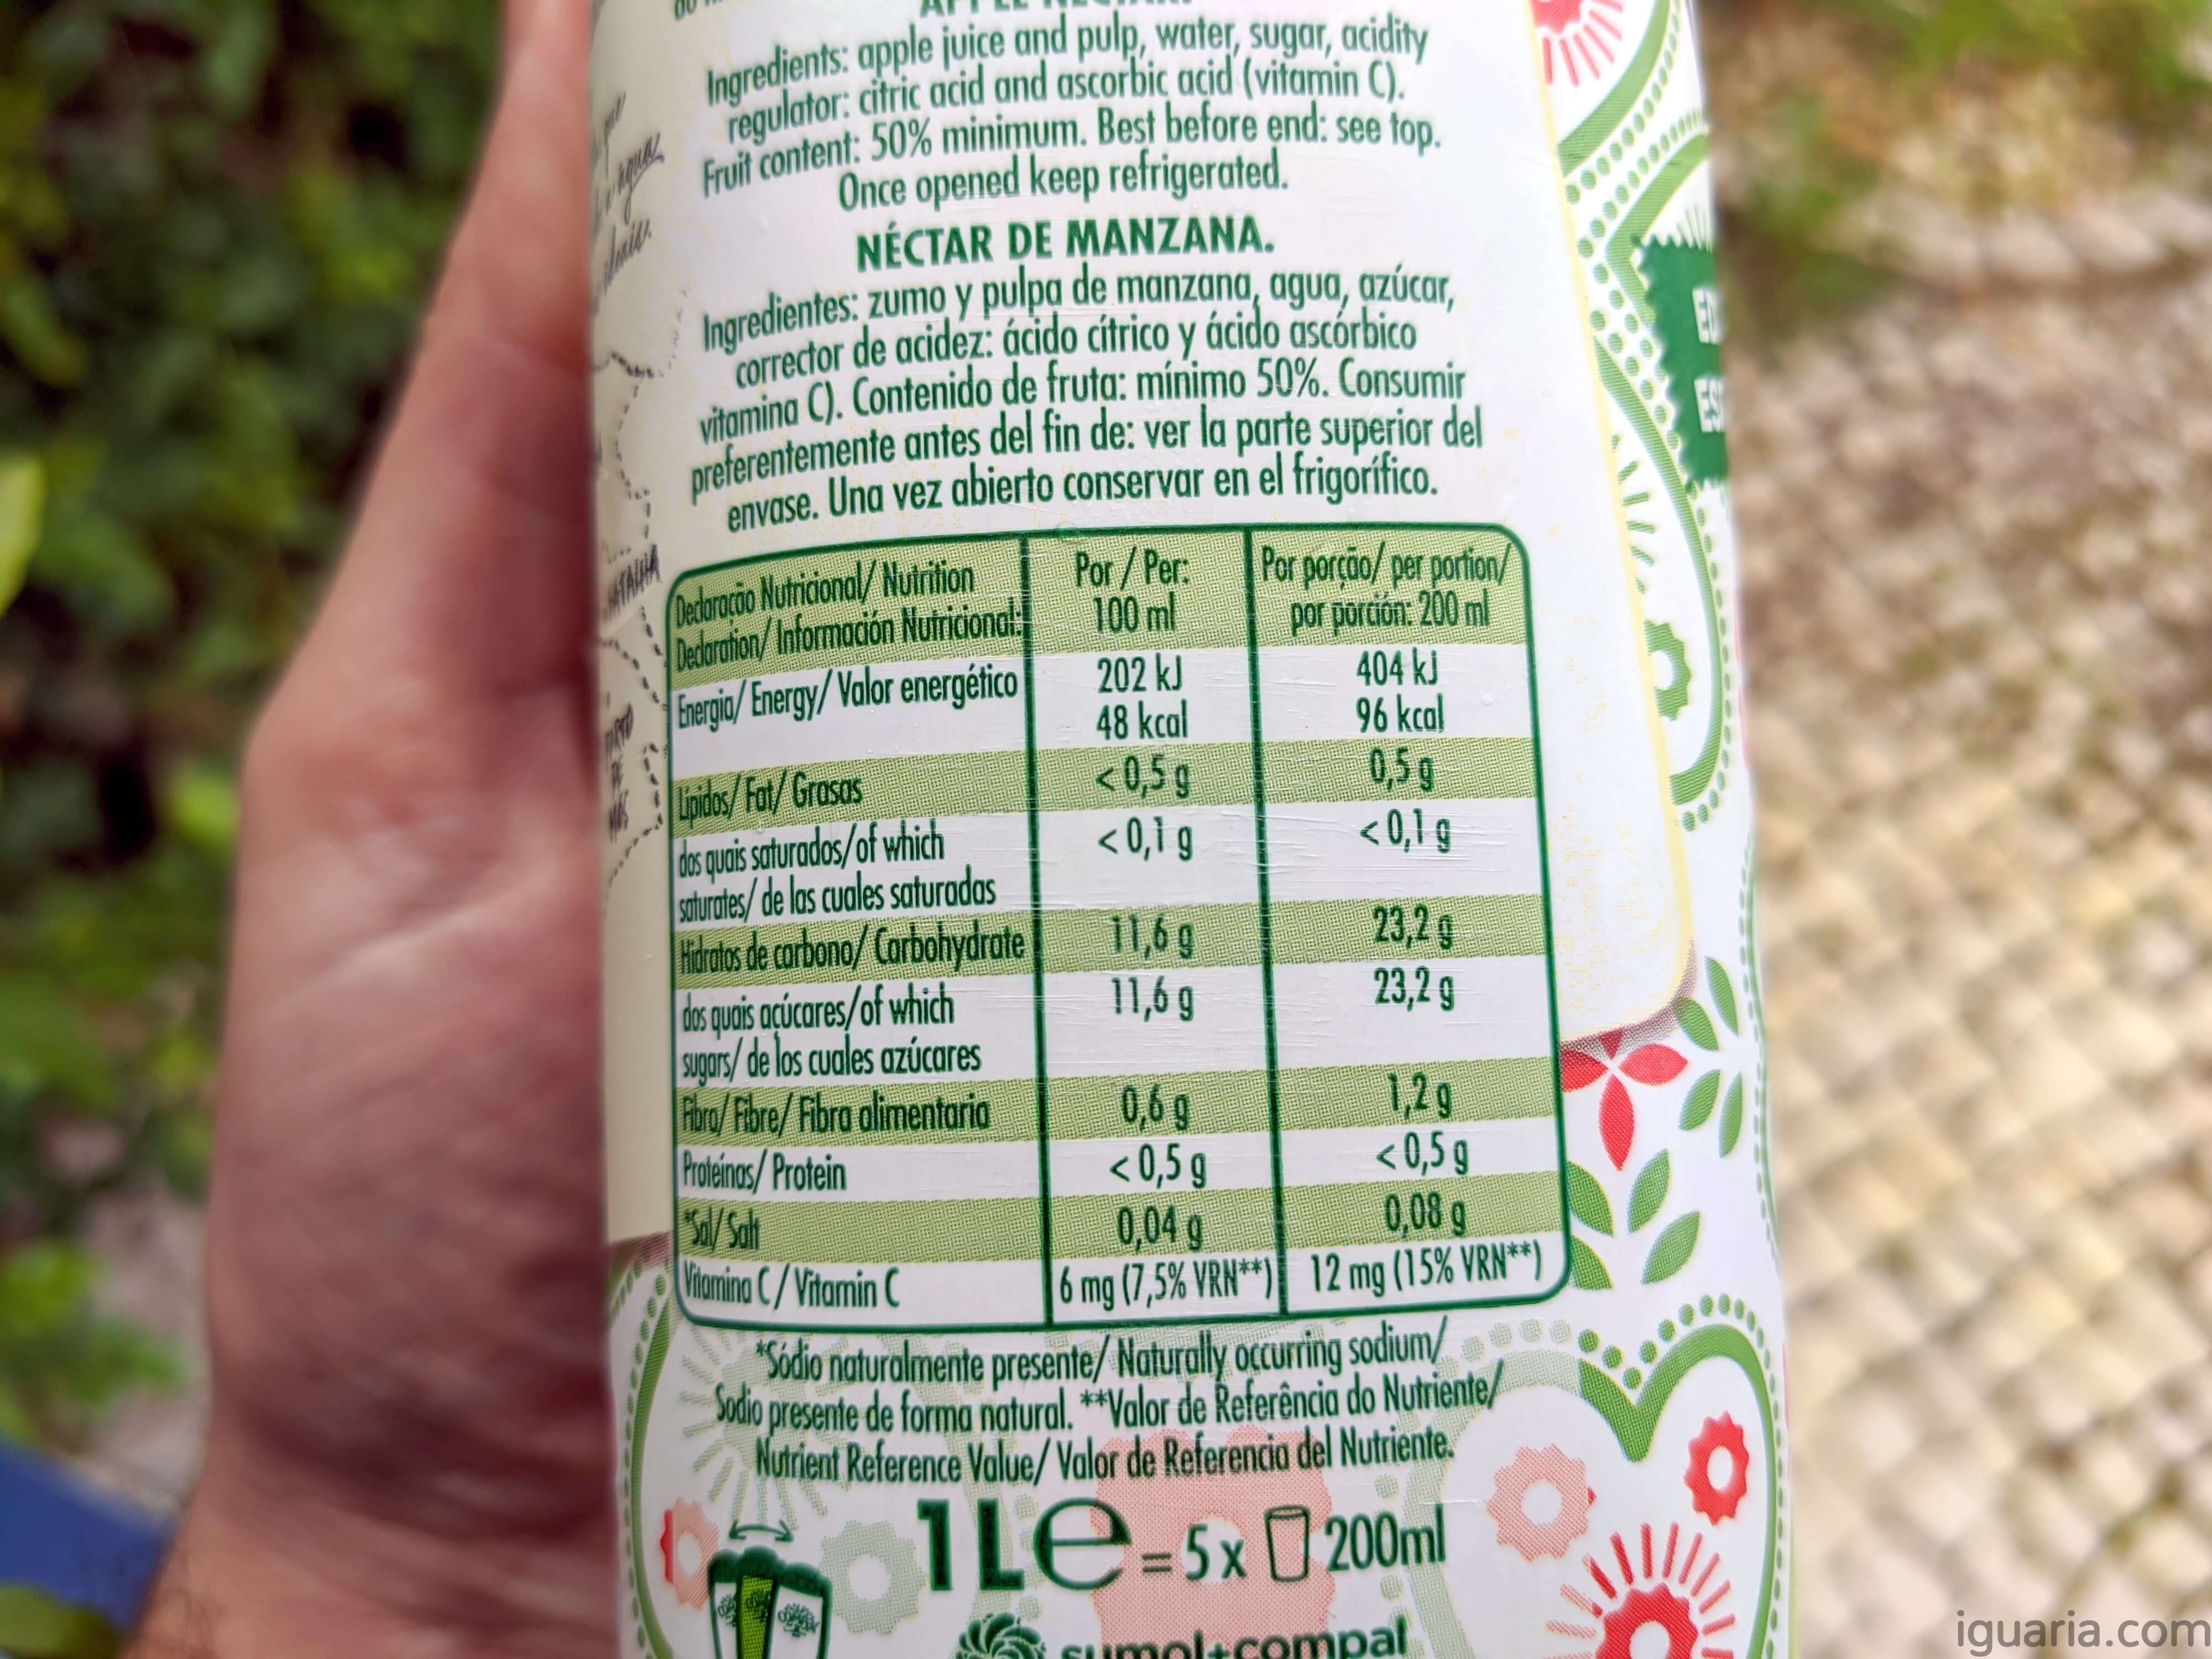 APPLE NECTAR.
Ingredients: apple juice and pulp, water, sugar, acidity
regulator: citric acid and ascorbic acid (vitamin C).
Fruit content: 50% minimum. Best before end: see top.
Once opened keep refrigerated.
NÉCTAR DE MANZANA.
Ingredientes: zumo y pulpa de manzana, agua, azúcar,
corrector de acidez: ácido cítrico y ácido ascórbico
vitamina C). Contenido de fruta: mínimo 50%. Consumir
preferentemente antes del fin de: ver la parte superior del
envase. Una vez abierto conservar en el frigorífico.
Declaração Nutricional/ Nutrition Declaration/ Información Nutricional: Por / Per: 100 ml Por porção/ per portion/ por porción: 200 ml
Energia/ Energy/ Valor energético 202 kJ 404 kJ
48 kcal 96 kcal
Lípidos/ Fat/ Grasas <0,5 g 0,5 g
dos quais saturados/of which <0,1 g <0,1 g
saturates/ de las cuales saturadas
Hidratos de carbono/ Carbohydrate 11,6 g 23,2 g
dos quais açúcares/of which 11,6 g 23,2 g
sugars/ de los cuales azúcares
Fibra/ Fibre/ Fibra alimentaria 0,6 g 1,2 g
Proteínas/ Protein <0,5 g <0,5 g
*Sal/ Salt 0,04 g 0,08 g
Vitamina C/ Vitamin C 6 mg (7,5% VRN**) 12 mg (15% VRN**)
*Sódio naturalmente presente/ Naturally occurring sodium/
Sodio presente de forma natural. **Valor de Referência do Nutriente/
Nutrient Reference Value/ Valor de Referencia del Nutriente.
1L e = 5 x 200ml
sumol+compal
iguaria.com